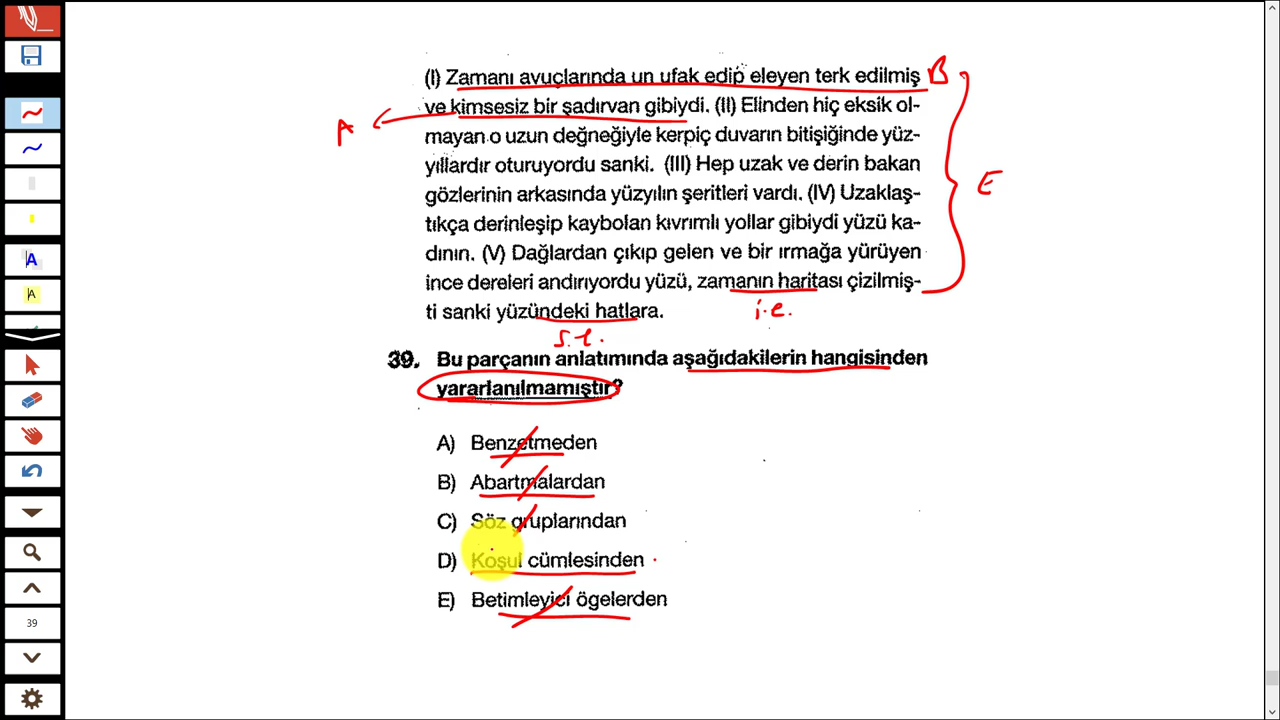 (I) Zamanı avuçlarında un ufak edip eleyen terk edilmiş B
A ve kimsesiz bir şadırvan gibiydi. (II) Elinden hiç eksik ol-
mayan o uzun değneğiyle kerpiç duvarın bitişiğinde yüz-
yıllardır oturuyordu sanki. (III) Hep uzak ve derin bakan
gözlerinin arkasında yüzyılın şeritleri vardı. (IV) Uzaklaş- E
tıkça derinleşip kaybolan kıvrımlı yollar gibiydi yüzü ka-
dının. (V) Dağlardan çıkıp gelen ve bir ırmağa yürüyen
ince dereleri andırıyordu yüzü, zamanın haritası çizilmiş-
ti sanki yüzündeki hatlara. i.e.
s.t.
39. Bu parçanın anlatımında aşağıdakilerin hangisinden
yararlanılmamıştır?
A) Benzetmeden
B) Abartmalardan
C) Söz gruplarından
D) Koşul cümlesinden
E) Betimleyici ögelerden
A
A
39